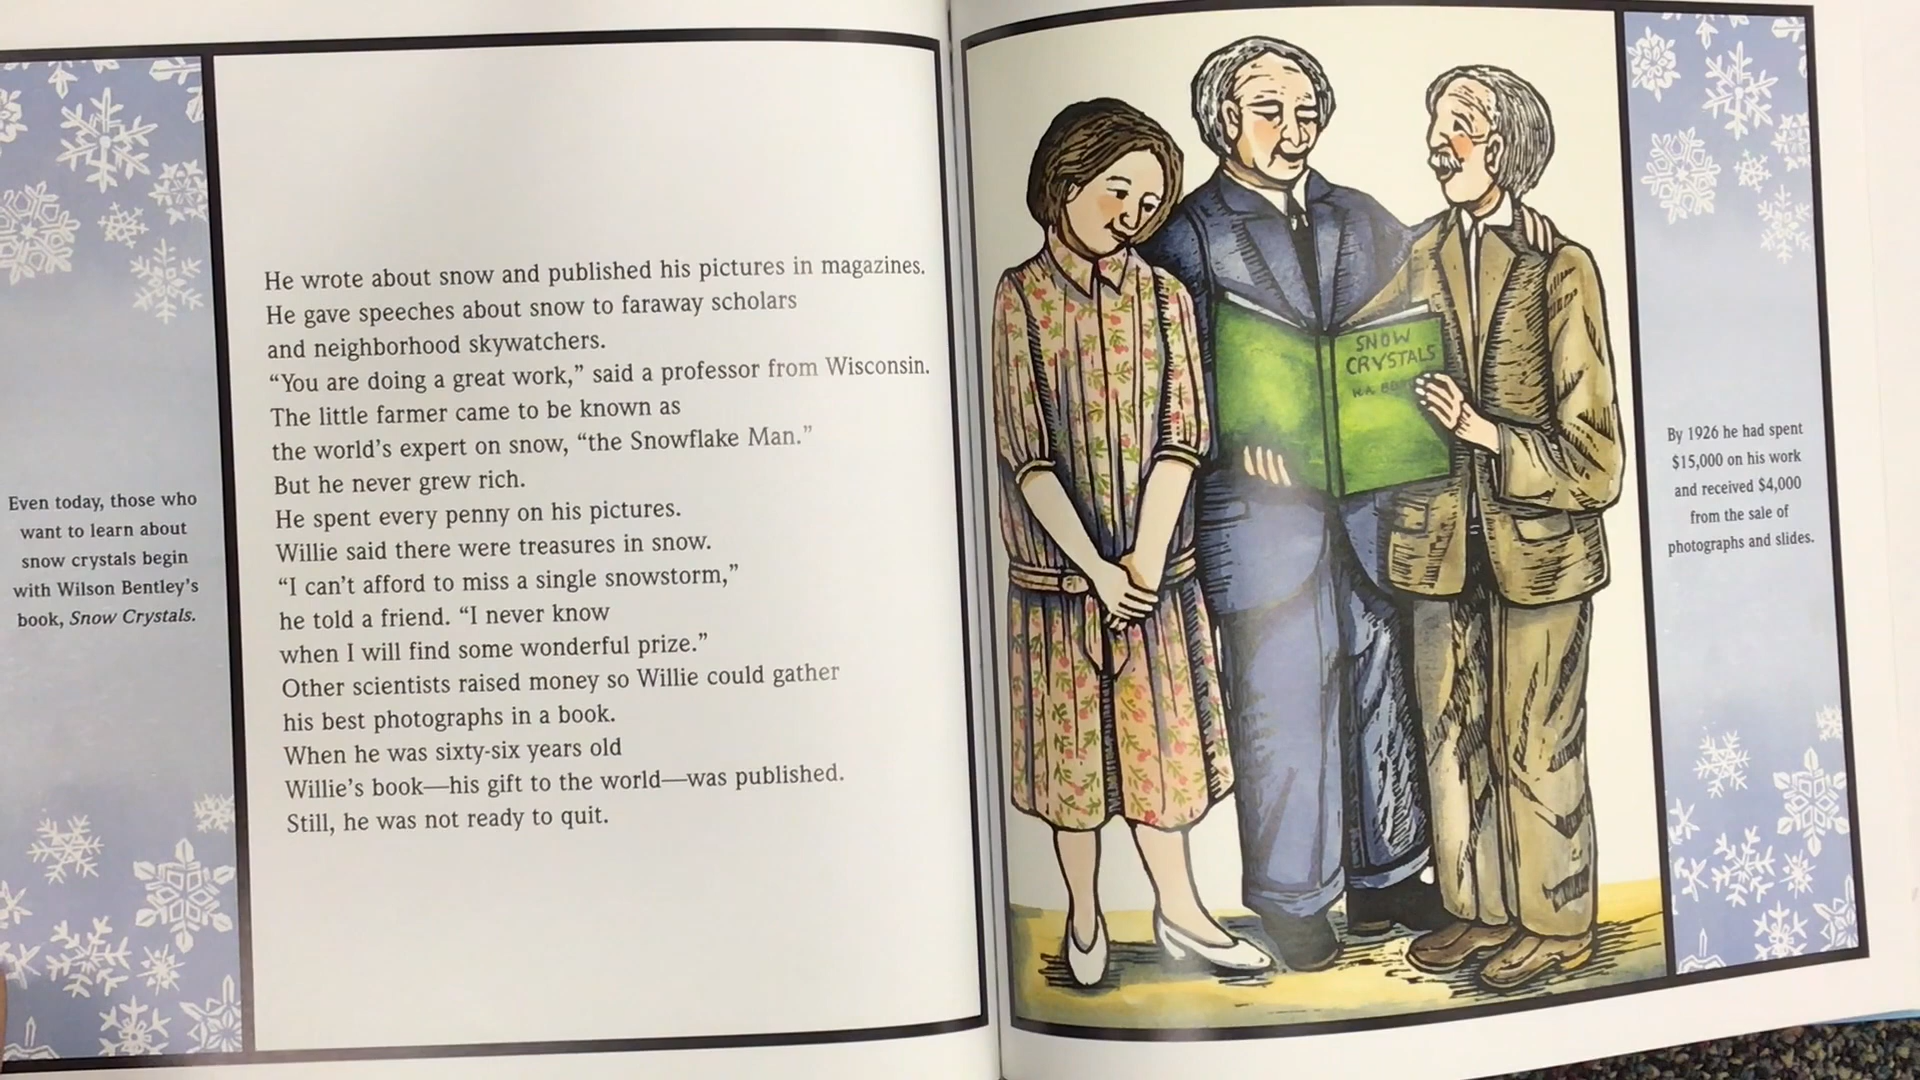 Even today, those who
want to learn about
snow crystals begin
with Wilson Bentley's
book, Snow Crystals.
He wrote about snow and published his pictures in magazines.
He gave speeches about snow to faraway scholars
and neighborhood skywatchers.
“You are doing a great work,” said a professor from Wisconsin.
The little farmer came to be known as
the world's expert on snow, “the Snowflake Man.”
But he never grew rich.
He spent every penny on his pictures.
Willie said there were treasures in snow.
“I can't afford to miss a single snowstorm,”
he told a friend. “I never know
when I will find some wonderful prize.”
Other scientists raised money so Willie could gather
his best photographs in a book.
When he was sixty-six years old
Willie's book—his gift to the world—was published.
Still, he was not ready to quit.
SNOW
CRYSTALS
By 1926 he had spent
$15,000 on his work
and received $4,000
from the sale of
photographs and slides.